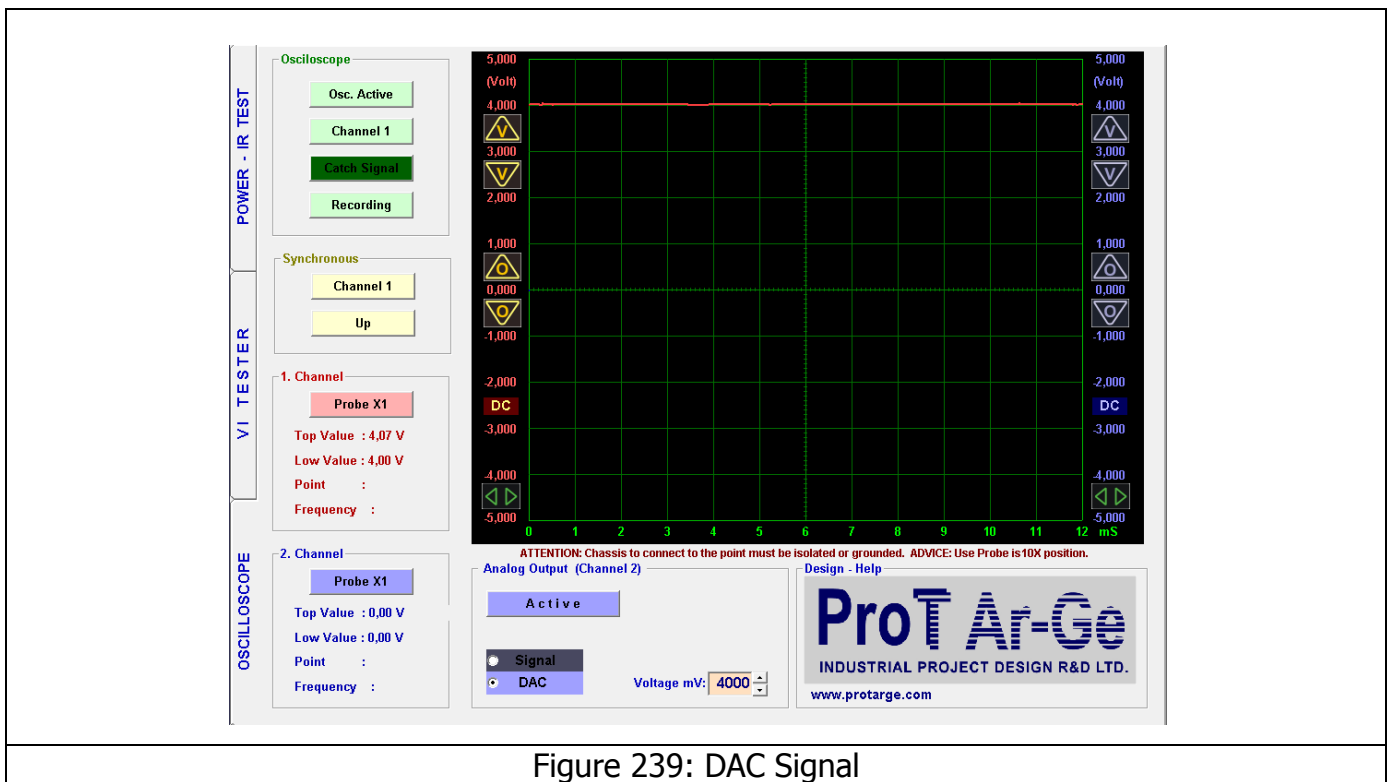 POWER - IR TEST
VI TESTER
OSCILLOSCOPE
Osciloscope
Osc. Active
Channel 1
Catch Signal
Recording
Synchronous
Channel 1
Up
1. Channel
Probe X1
Top Value : 4,07 V
Low Value : 4,00 V
Point :
Frequency :
2. Channel
Probe X1
Top Value : 0,00 V
Low Value : 0,00 V
Point :
Frequency :
5,000
(Volt)
4,000
V
3,000
V
2,000
1,000
O
0,000
O
-1,000
-2,000
DC
-3,000
-4,000
-5,000
5,000
(Volt)
4,000
V
3,000
V
2,000
1,000
O
0,000
O
-1,000
-2,000
DC
-3,000
-4,000
-5,000
0 1 2 3 4 5 6 7 8 9 10 11 12 mS
ATTENTION: Chassis to connect to the point must be isolated or grounded. ADVICE: Use Probe is10X position.
Analog Output (Channel 2)
Active
Signal
DAC
Voltage mV: 4000
Design - Help
ProT Ar-Ge
INDUSTRIAL PROJECT DESIGN R&D LTD.
www.protarge.com
Figure 239: DAC Signal